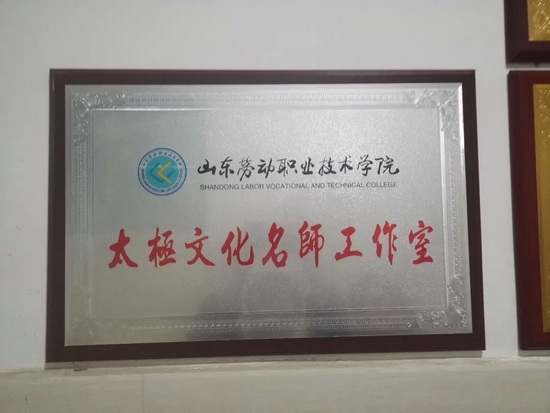 山东劳动职业技术学院
SHANDONG LABOR VOCATIONAL AND TECHNICAL COLLEGE
太極文化名師工作室